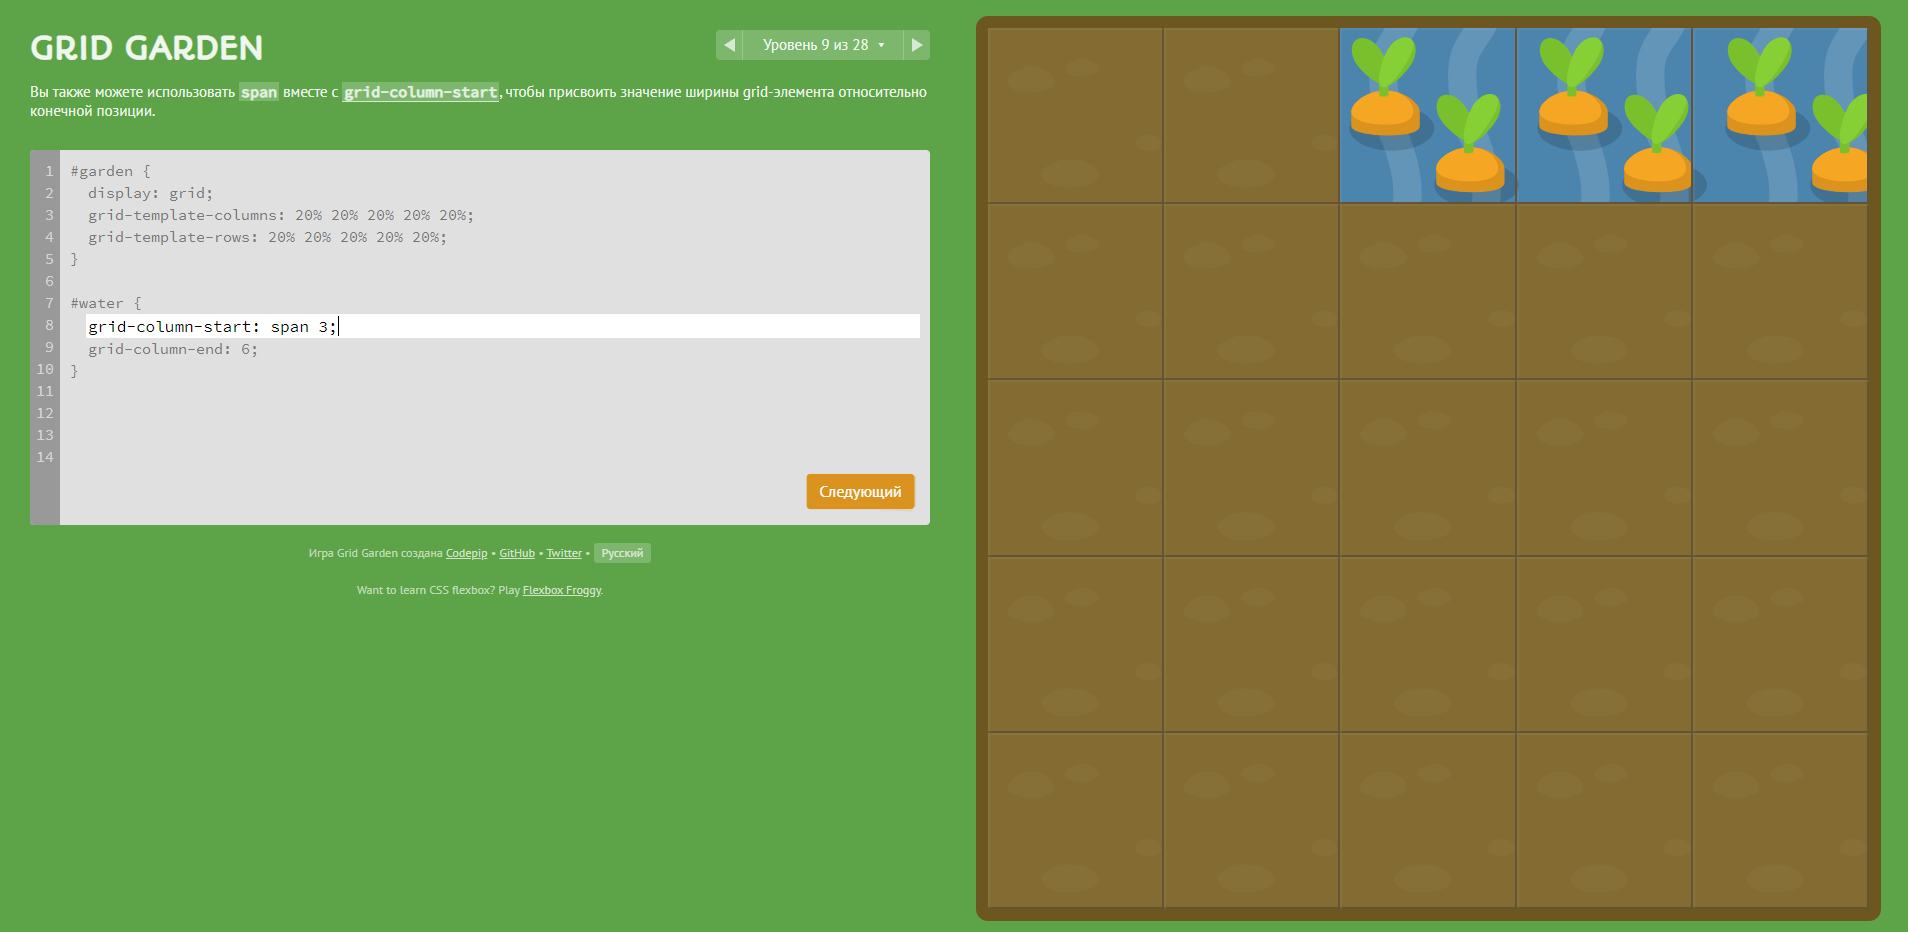 GRID GARDEN
Уровень 9 из 28
Вы также можете использовать span вместе с grid-column-start, чтобы присвоить значение ширины grid-элемента относительно
конечной позиции.
1 #garden {
2 display: grid;
3 grid-template-columns: 20% 20% 20% 20% 20%;
4 grid-template-rows: 20% 20% 20% 20% 20%;
5 }
6
7 #water {
8 grid-column-start: span 3;
9 grid-column-end: 6;
10 }
11
12
13
14
Следующий
Игра Grid Garden создана Codepip • GitHub • Twitter • Русский
Want to learn CSS flexbox? Play Flexbox Froggy.